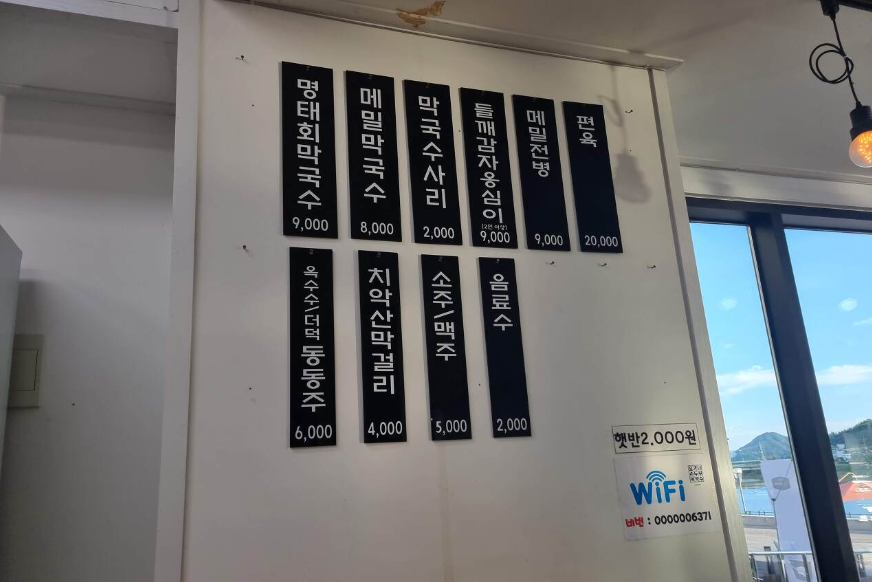 명태회막국수
9,000
메밀막국수
8,000
막국수사리
2,000
들깨감자옹심이
(2인 이상)
9,000
메밀전병
9,000
편육
20,000
옥수수/더덕 동동주
6,000
치악산막걸리
4,000
소주/맥주
5,000
음료수
2,000
햇반2,000원
WiFi
비번 : 0000006371